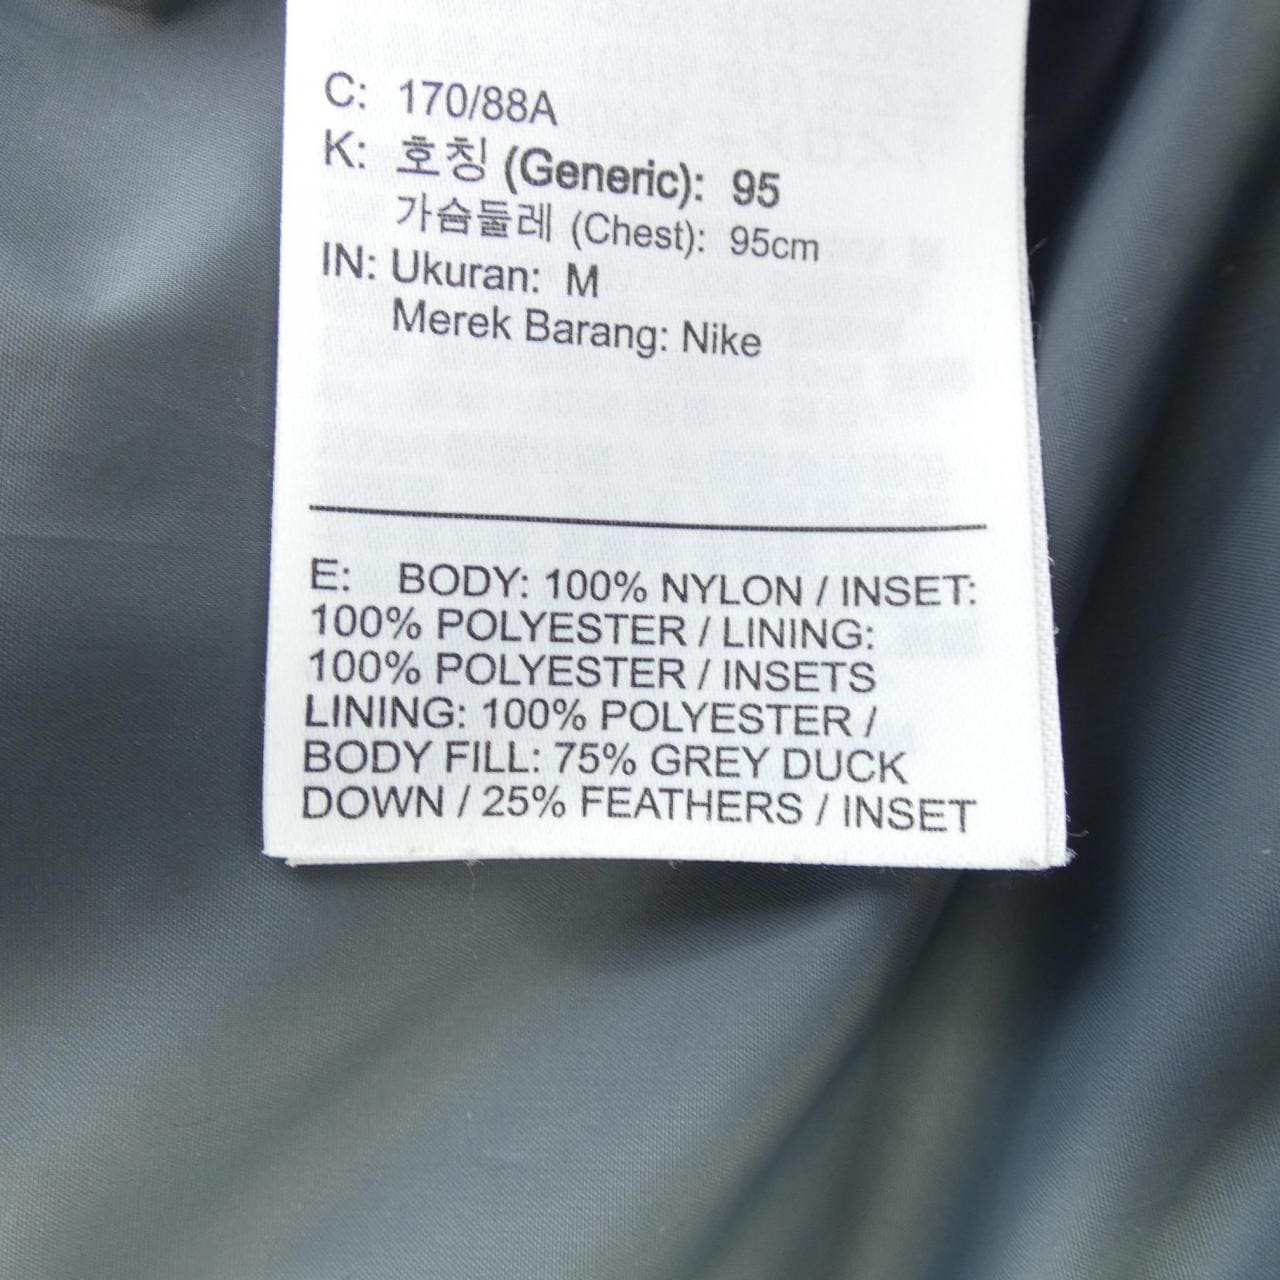 C: 170/88A
K: 호칭 (Generic): 95
가슴둘레 (Chest): 95cm
IN: Ukuran: M
Merek Barang: Nike
E: BODY: 100% NYLON / INSET:
100% POLYESTER / LINING:
100% POLYESTER / INSETS
LINING: 100% POLYESTER /
BODY FILL: 75% GREY DUCK
DOWN / 25% FEATHERS / INSET